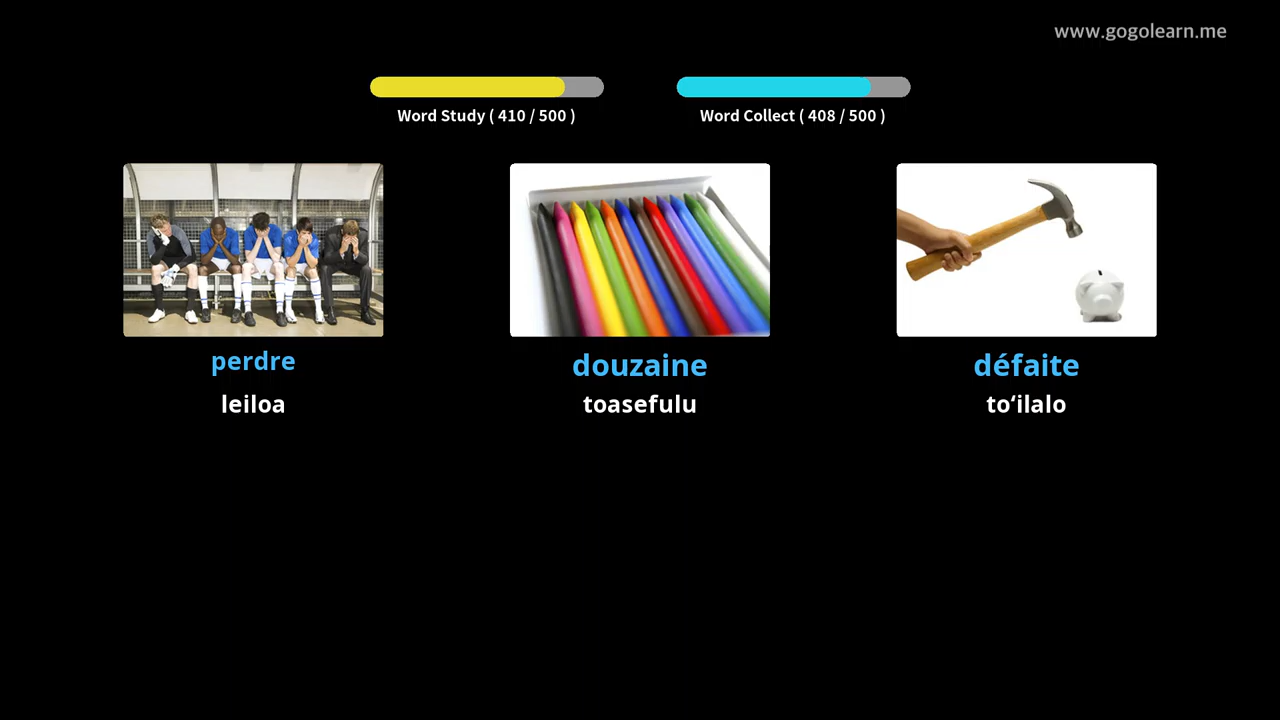 www.gogolearn.me
Word Study ( 410 / 500 )
Word Collect ( 408 / 500 )
perdre
douzaine
défaite
leiloa
toasefulu
to‘ilalo